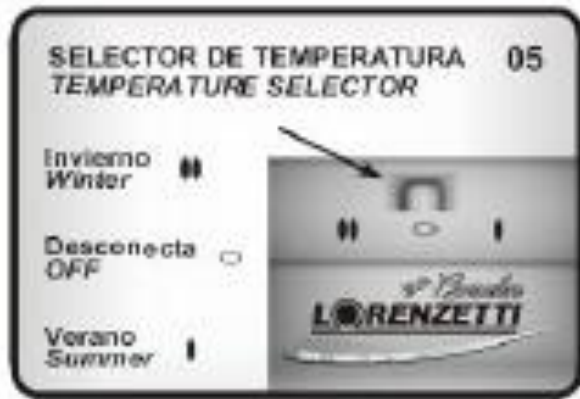 SELECTOR DE TEMPERATURA 05
TEMPERATURE SELECTOR
Invierno
Winter
Desconecta
OFF
Verano
Summer
LORENZETTI